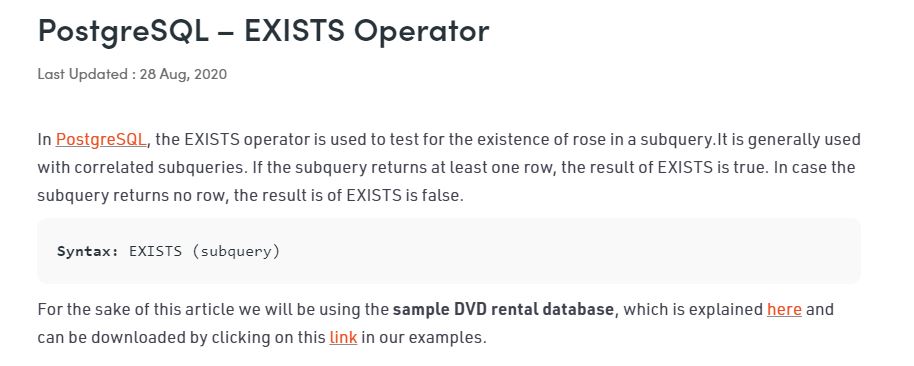 PostgreSQL – EXISTS Operator
Last Updated : 28 Aug, 2020
In PostgreSQL, the EXISTS operator is used to test for the existence of rose in a subquery.It is generally used
with correlated subqueries. If the subquery returns at least one row, the result of EXISTS is true. In case the
subquery returns no row, the result is of EXISTS is false.
Syntax: EXISTS (subquery)
For the sake of this article we will be using the sample DVD rental database, which is explained here and
can be downloaded by clicking on this link in our examples.